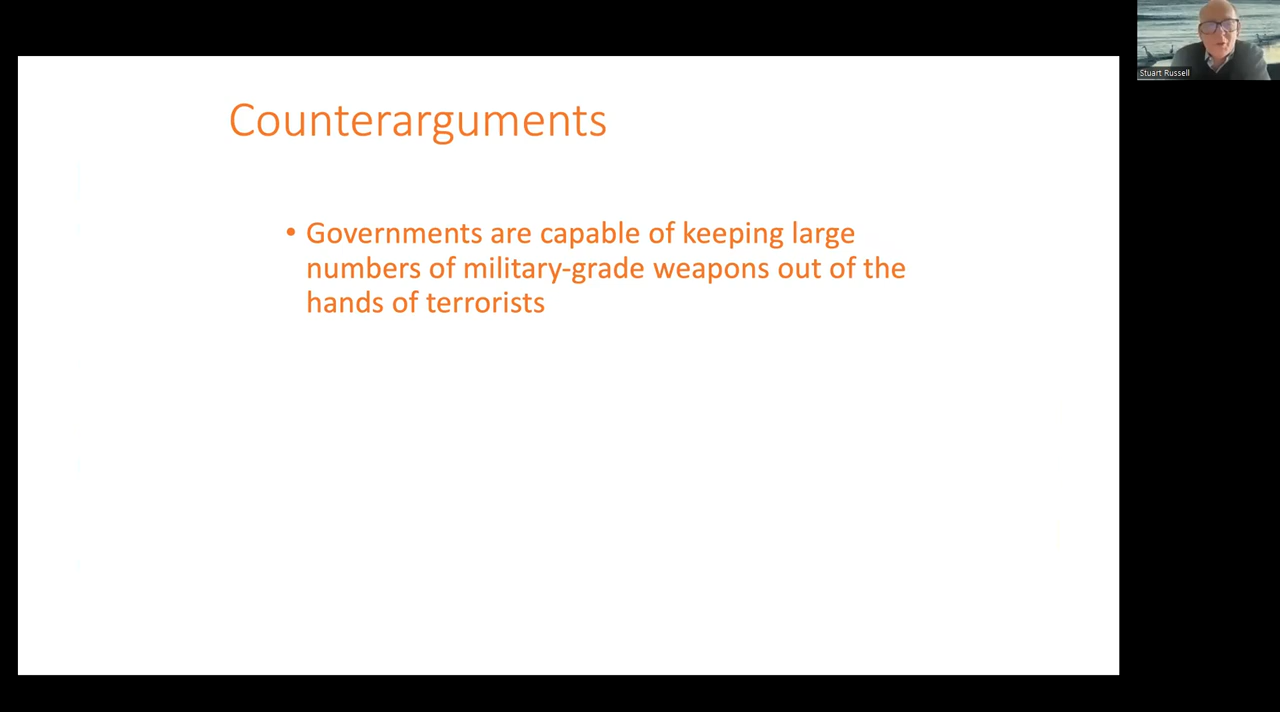 Counterarguments
• Governments are capable of keeping large
numbers of military-grade weapons out of the
hands of terrorists
Stuart Russell